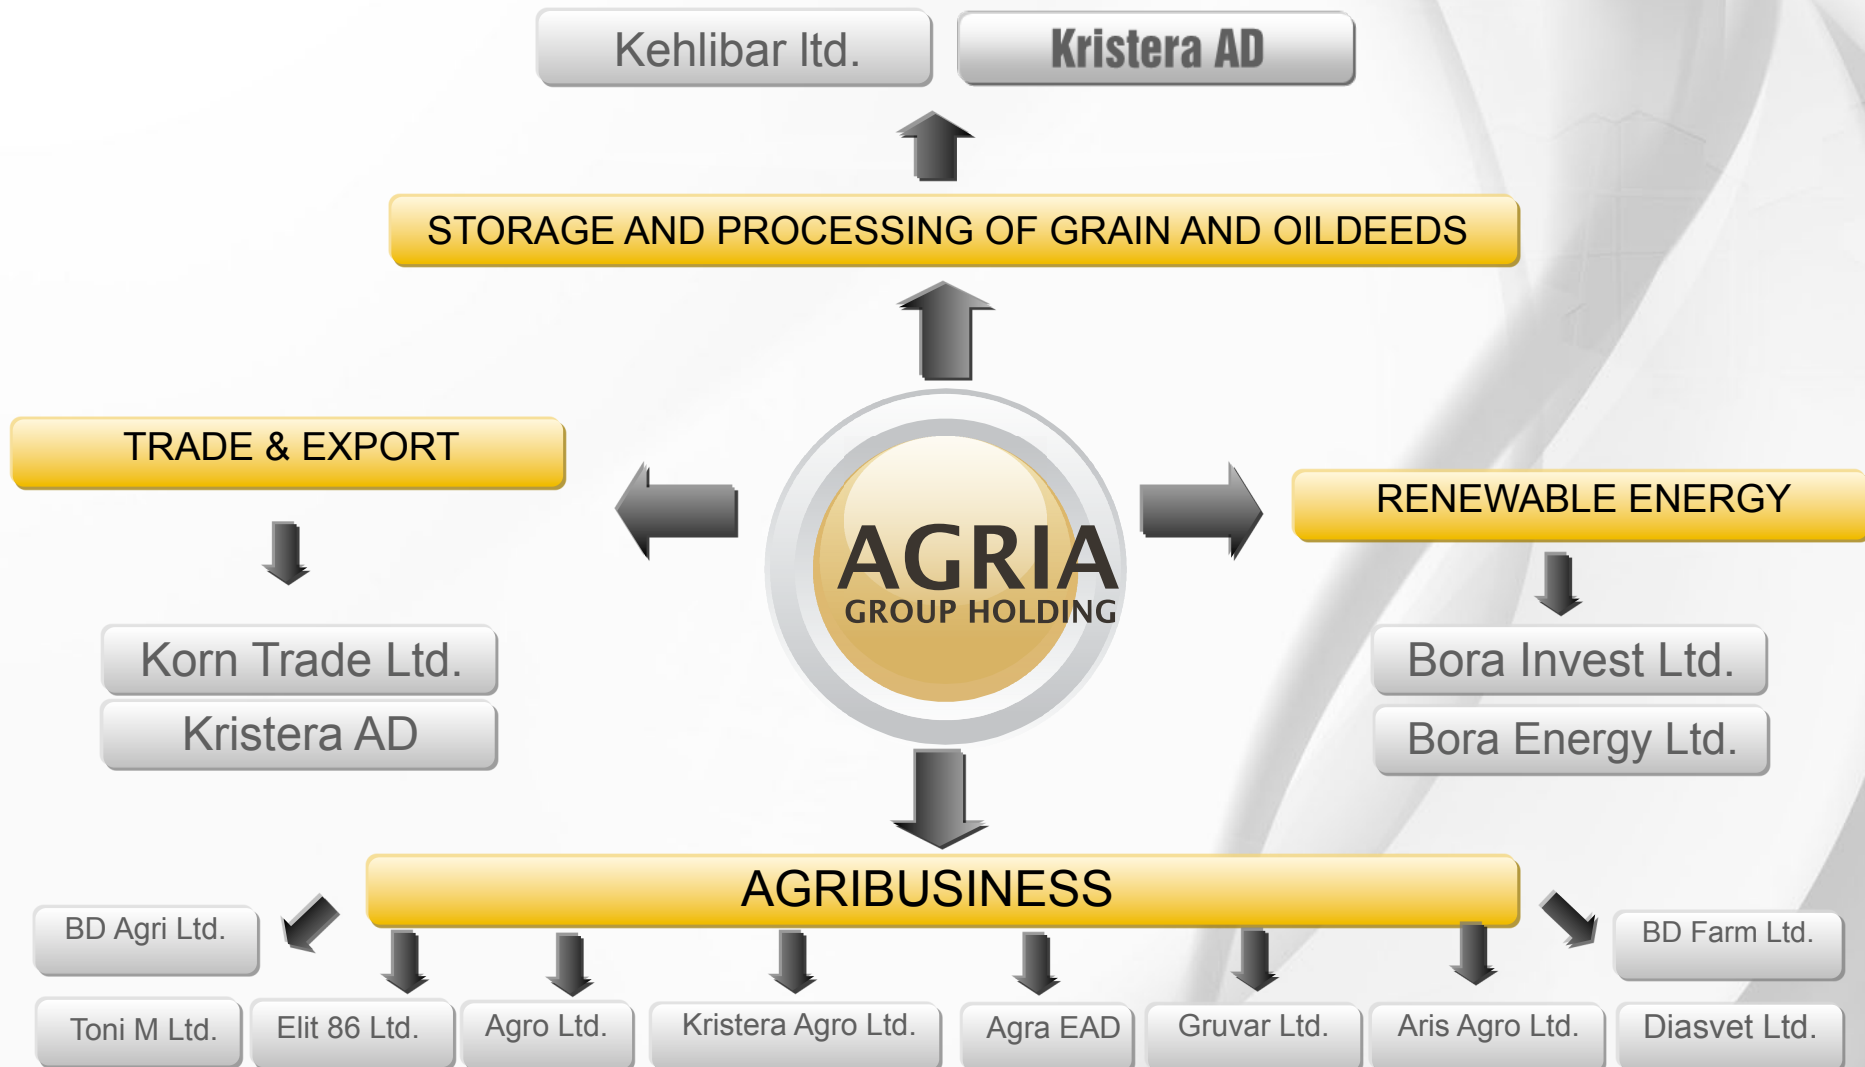 Kehlibar ltd.
Kristera AD
STORAGE AND PROCESSING OF GRAIN AND OILDEEDS
TRADE & EXPORT
RENEWABLE ENERGY
AGRIA
GROUP HOLDING
Korn Trade Ltd.
Kristera AD
Bora Invest Ltd.
Bora Energy Ltd.
AGRIBUSINESS
BD Agri Ltd.
BD Farm Ltd.
Toni M Ltd.
Elit 86 Ltd.
Agro Ltd.
Kristera Agro Ltd.
Agra EAD
Gruvar Ltd.
Aris Agro Ltd.
Diasvet Ltd.